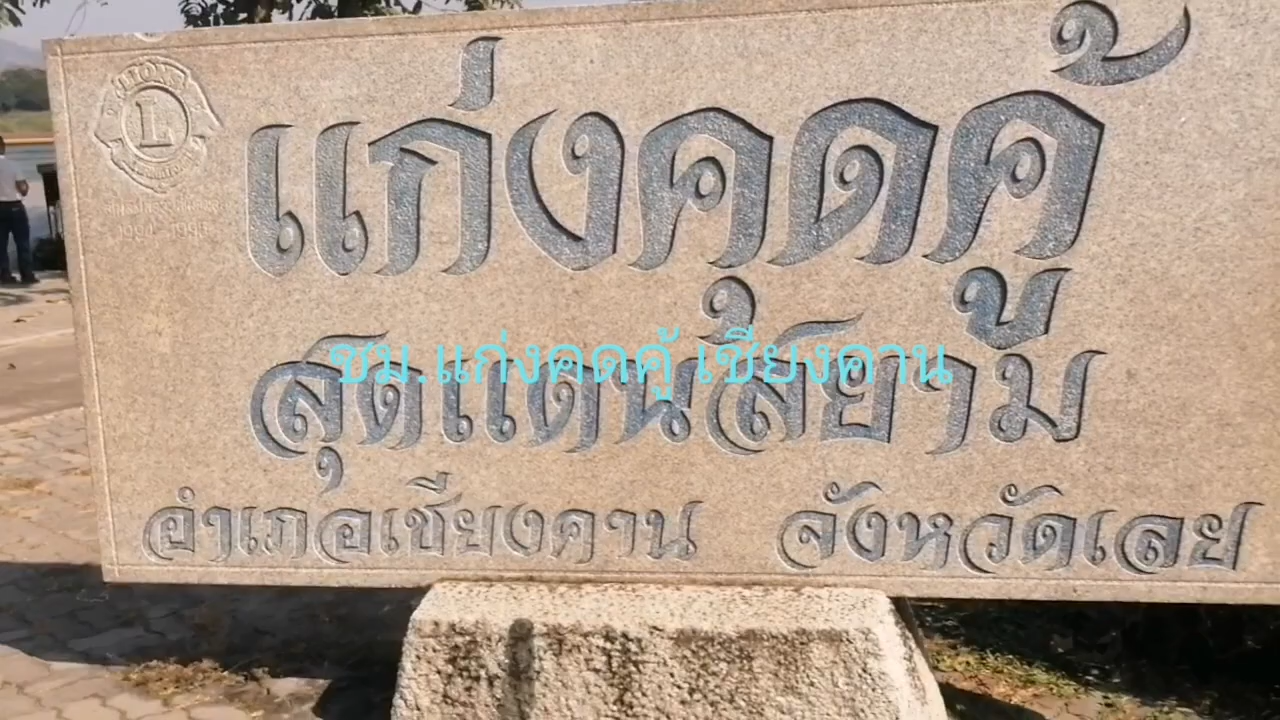 LIONS
L
INTERNATIONAL
แก่งคุดคู้
ชม.แก่งคุดคู้ เชียงคาน
สุดแดนสยาม
อำเภอเชียงคาน จังหวัดเลย